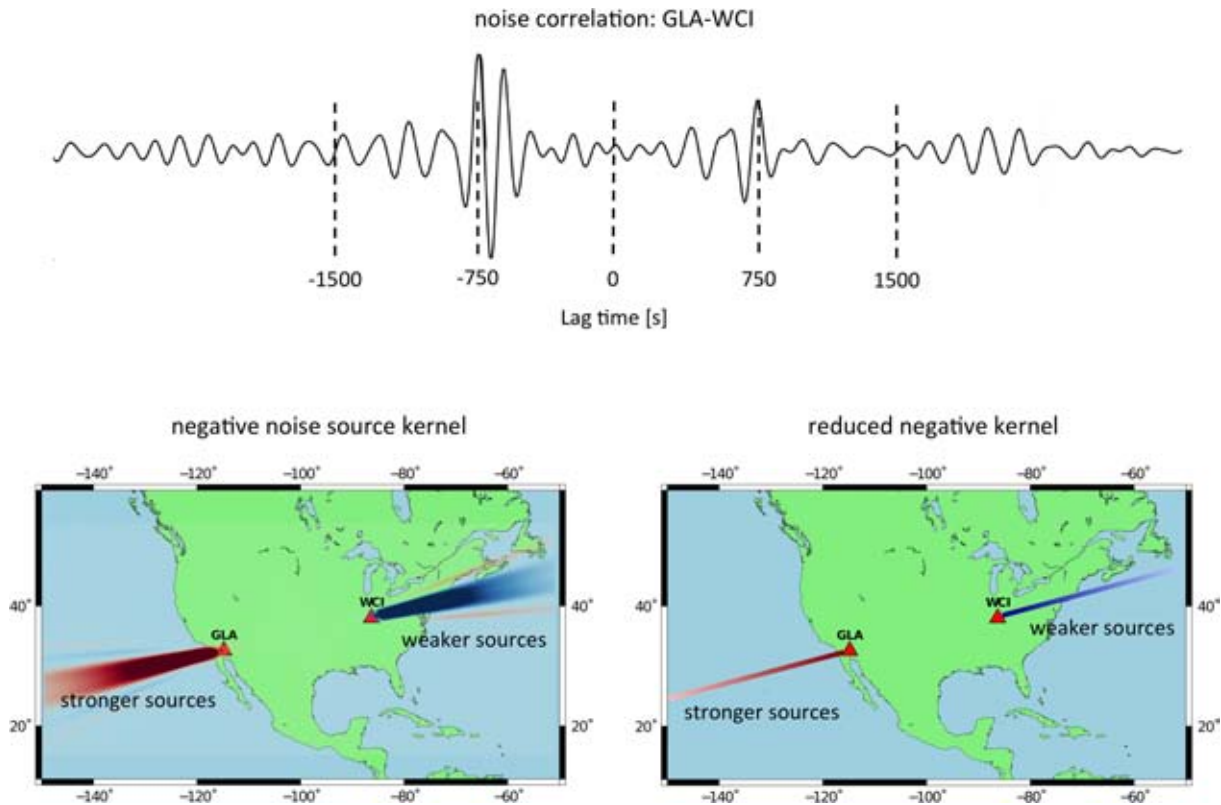 noise correlation: GLA-WCI
-1500 -750 0 750 1500
Lag time [s]
negative noise source kernel
−140˚ −120˚ −100˚ −80˚ −60˚
40˚
20˚
WCI
GLA
weaker sources
stronger sources
−140˚ −120˚ −100˚ −80˚ −60˚
reduced negative kernel
−140˚ −120˚ −100˚ −80˚ −60˚
40˚
20˚
WCI
GLA
weaker sources
stronger sources
40˚
20˚
−140˚ −120˚ −100˚ −80˚ −60˚